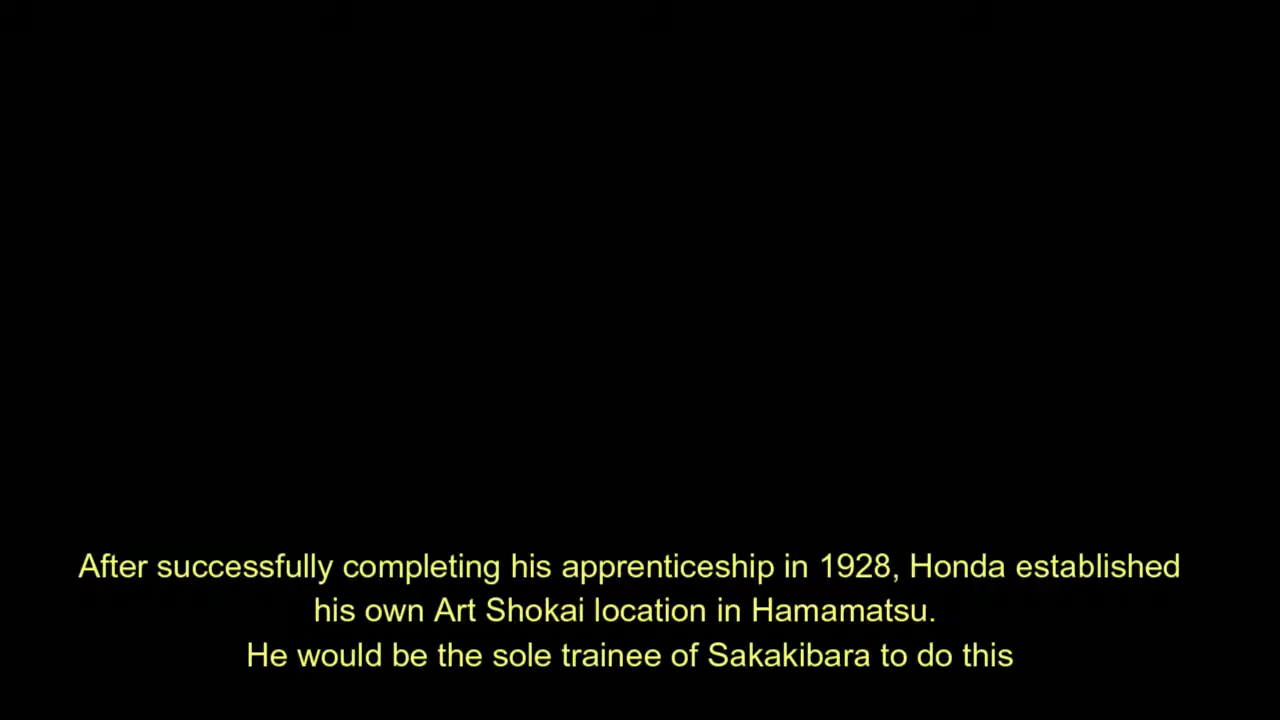 After successfully completing his apprenticeship in 1928, Honda established
his own Art Shokai location in Hamamatsu.
He would be the sole trainee of Sakakibara to do this